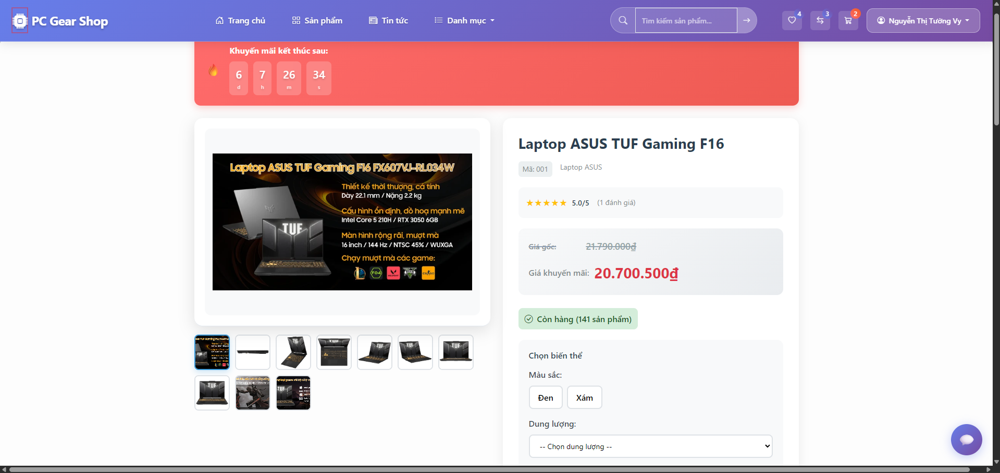 PC Gear Shop
Trang chủ
Sản phẩm
Tin tức
Danh mục
Tìm kiếm sản phẩm...
4
3
2
Nguyễn Thị Tường Vy
Khuyến mãi kết thúc sau:
6 7 26 34
d h m s
Laptop ASUS TUF Gaming F16 FX607VJ-RL034W
Thiết kế thời thượng, cá tính
Dày 22.1 mm / Nặng 2.2 kg
Cấu hình ổn định, đồ hoạ mạnh mẽ
Intel Core 5 210H / RTX 3050 6GB
Màn hình rộng rãi, mượt mà
16 inch / 144 Hz / NTSC 45% / WUXGA
Chạy mượt mà các game:
TUF
Laptop ASUS TUF Gaming F16
Mã: 001
Laptop ASUS
★★★★★ 5.0/5 (1 đánh giá)
Giá gốc: 21.790.000₫
Giá khuyến mãi: 20.700.500₫
Còn hàng (141 sản phẩm)
Chọn biến thể
Màu sắc:
Đen
Xám
Dung lượng:
-- Chọn dung lượng --